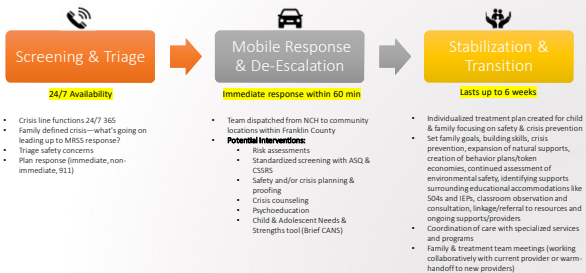 Screening & Triage
24/7 Availability
Crisis line functions 24/7 365
Family defined crisis—what's going on
leading up to MRSS response?
Triage safety concerns
Plan response (immediate, non-
immediate, 911)
Mobile Response
& De-Escalation
Immediate response within 60 min
Team dispatched from NCH to community
locations within Franklin County
Potential Interventions:
Risk assessments
Standardized screening with ASQ &
CSSRS
Safety and/or crisis planning &
proofing
Crisis counseling
Psychoeducation
Child & Adolescent Needs &
Strengths tool (Brief CANS)
Stabilization &
Transition
Lasts up to 6 weeks
Individualized treatment plan created for child
& family focusing on safety & crisis prevention
Set family goals, building skills, crisis
prevention, expansion of natural supports,
creation of behavior plans/token
economies, continued assessment of
environmental safety, identifying supports
surrounding educational accommodations like
504s and IEPs, classroom observation and
consultation, linkage/referral to resources and
ongoing supports/providers
Coordination of care with specialized services
and programs
Family & treatment team meetings (working
collaboratively with current provider or warm-
handoff to new providers)